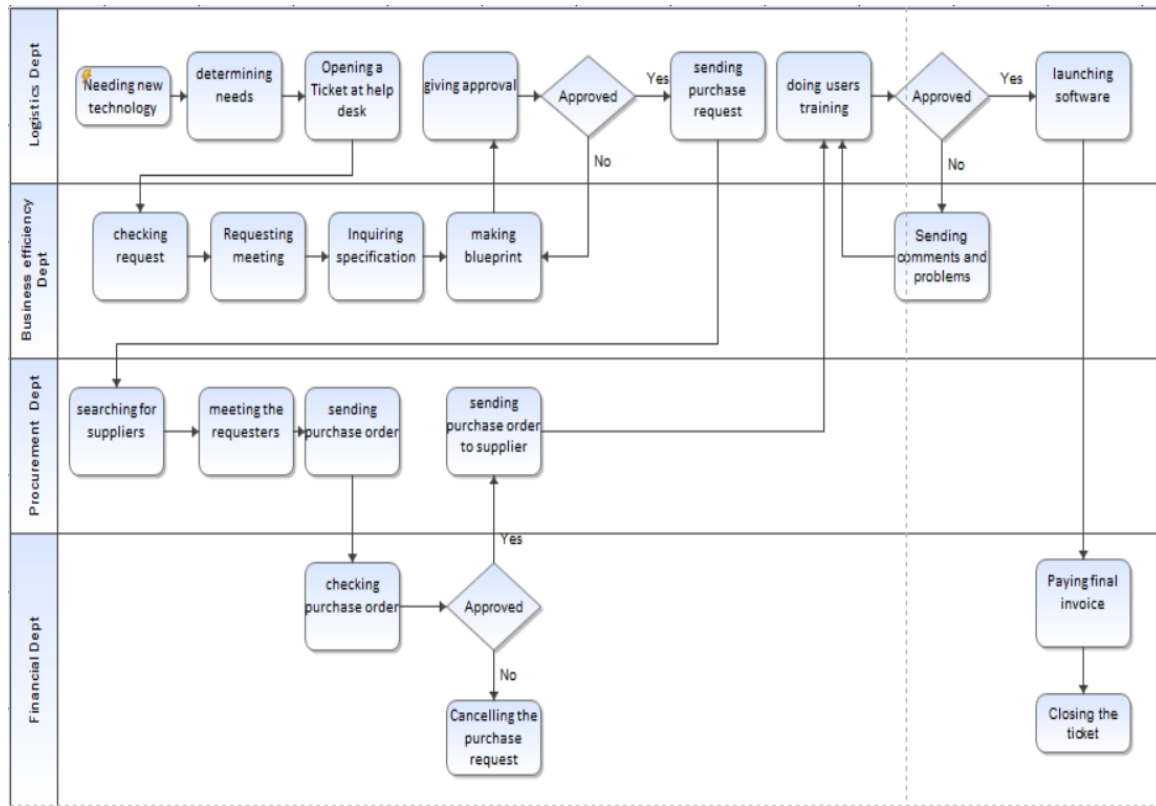 Logistics Dept
Needing new
technology
determining
needs
Opening a
Ticket at help
desk
giving approval
Approved
Yes
No
sending
purchase
request
doing users
training
Approved
Yes
No
launching
software
Business efficiency
Dept
checking
request
Requesting
meeting
Inquiring
specification
making
blueprint
Sending
comments and
problems
Procurement Dept
searching for
suppliers
meeting the
requesters
sending
purchase order
sending
purchase order
to supplier
Financial Dept
checking
purchase order
Yes
Approved
No
Cancelling the
purchase
request
Paying final
invoice
Closing the
ticket